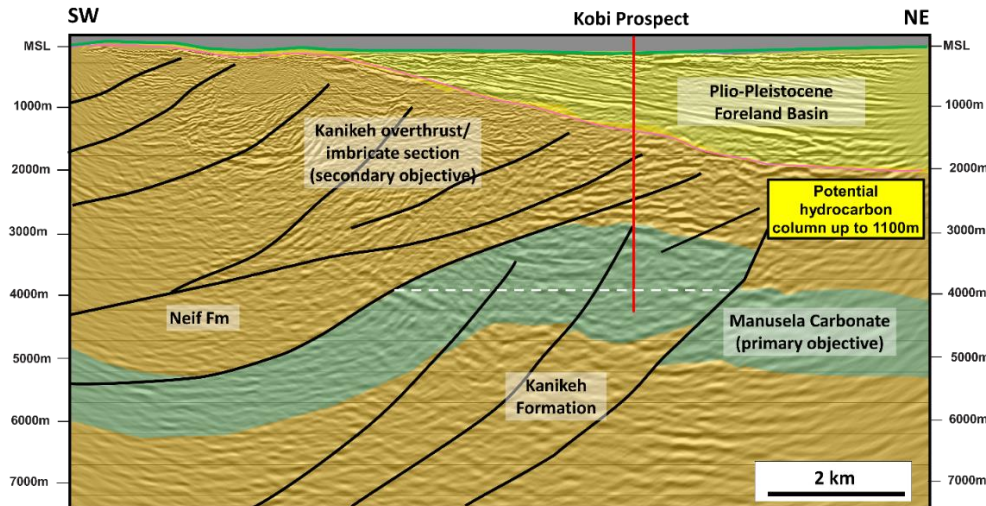 SW
Kobi Prospect
NE
MSL
MSL
Plio-Pleistocene
Foreland Basin
1000m
1000m
Kanikeh overthrust/
imbricate section
(secondary objective)
2000m
2000m
Potential
hydrocarbon
column up to 1100m
3000m
3000m
4000m
4000m
Neif Fm
Manusela Carbonate
(primary objective)
5000m
5000m
Kanikeh
Formation
6000m
6000m
2 km
7000m
7000m